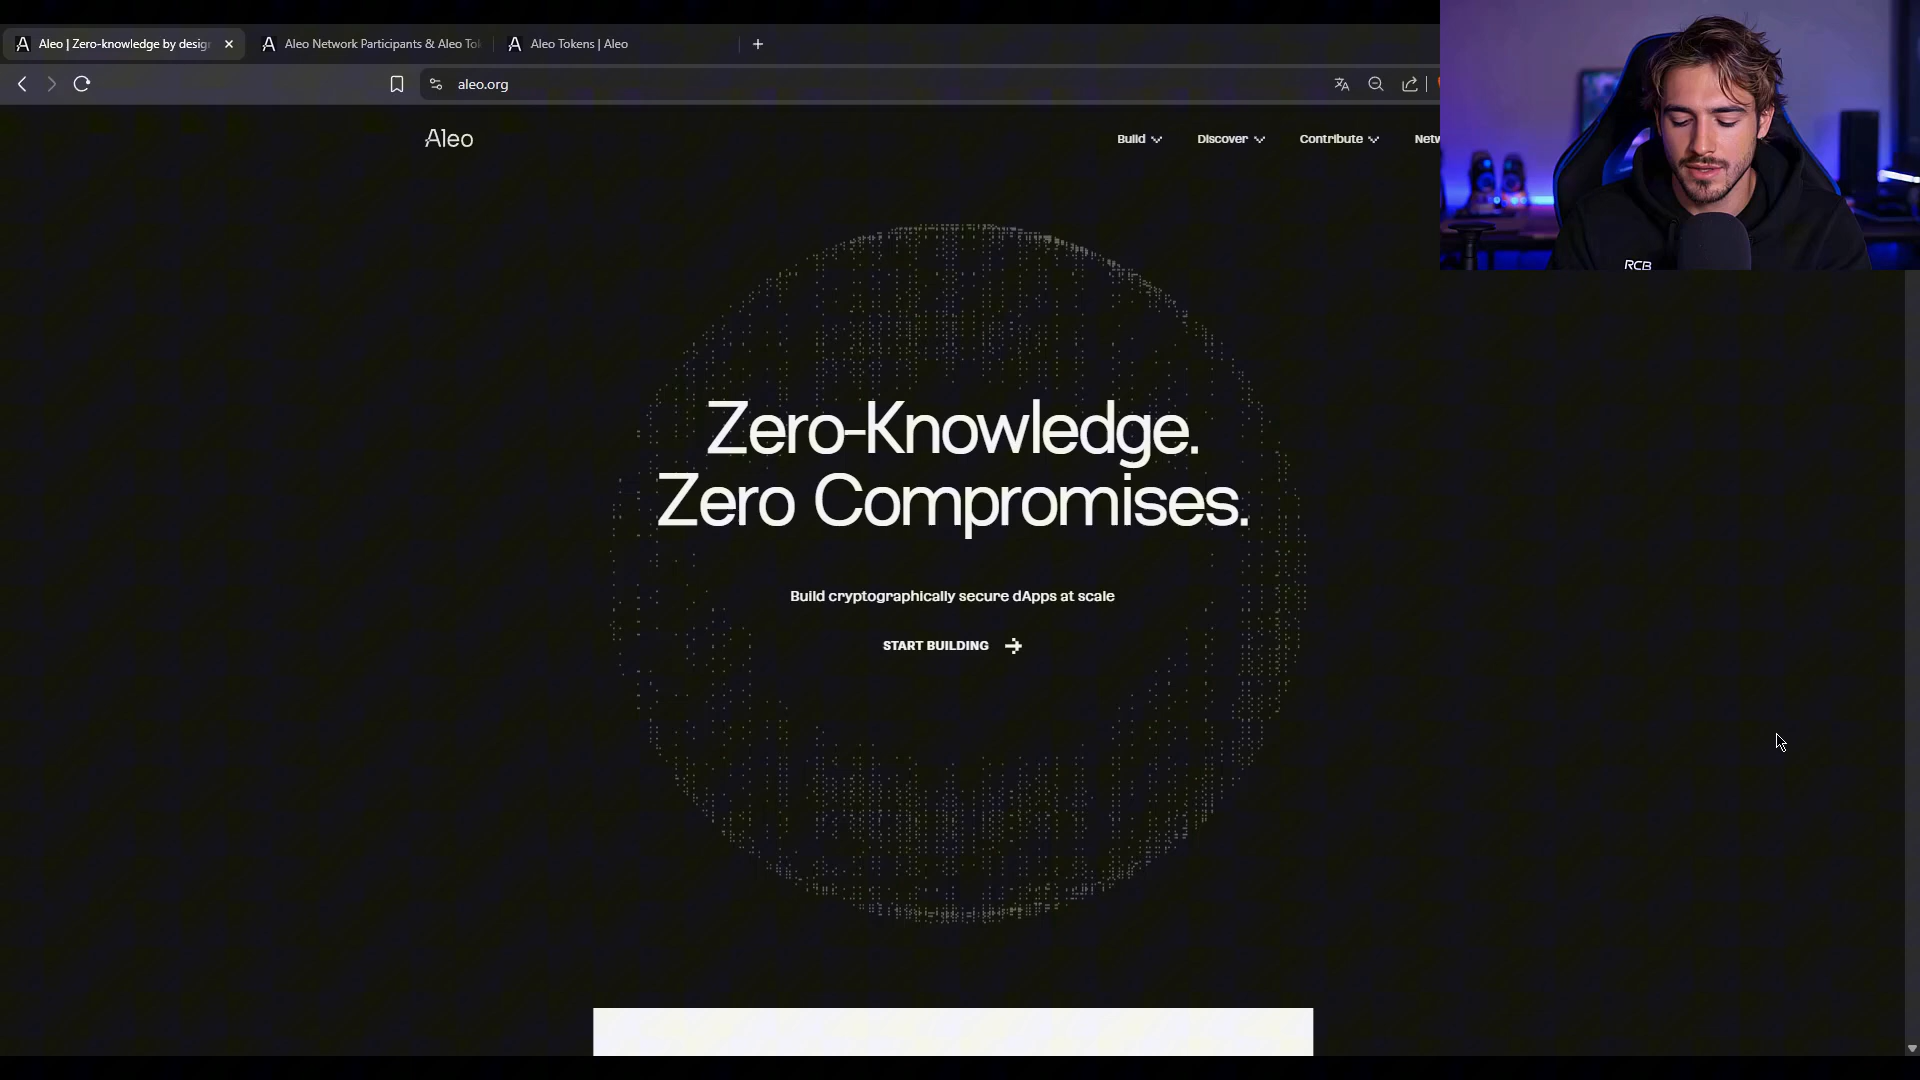 Aleo | Zero-knowledge by desig
Aleo Network Participants & Aleo Tok
Aleo Tokens | Aleo
aleo.org
Aleo
Build
Discover
Contribute
Netw
RCB
Zero-Knowledge.
Zero Compromises.
Build cryptographically secure dApps at scale
START BUILDING